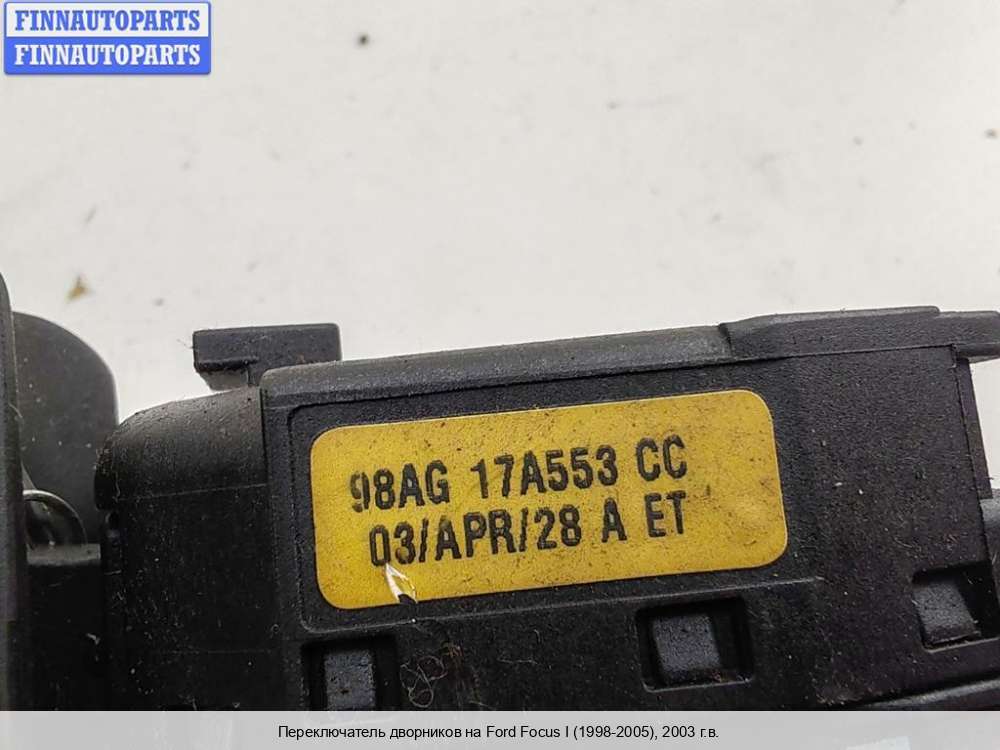 FINNAUTOPARTS
FINNAUTOPARTS
98AG 17A553 CC
03/APR/28 A ET
Переключатель дворников на Ford Focus I (1998-2005), 2003 г.в.